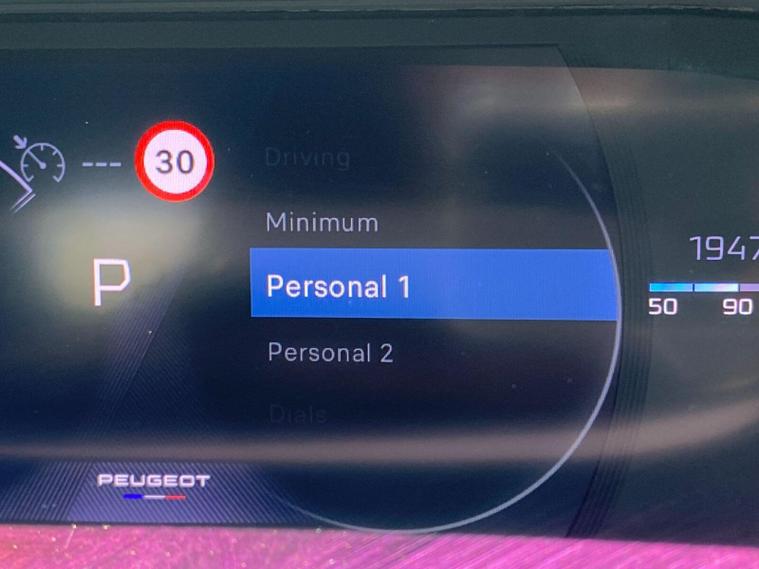 Driving
--- 30
Minimum
1947
P
Personal 1
50 90
Personal 2
Dials
PEUGEOT